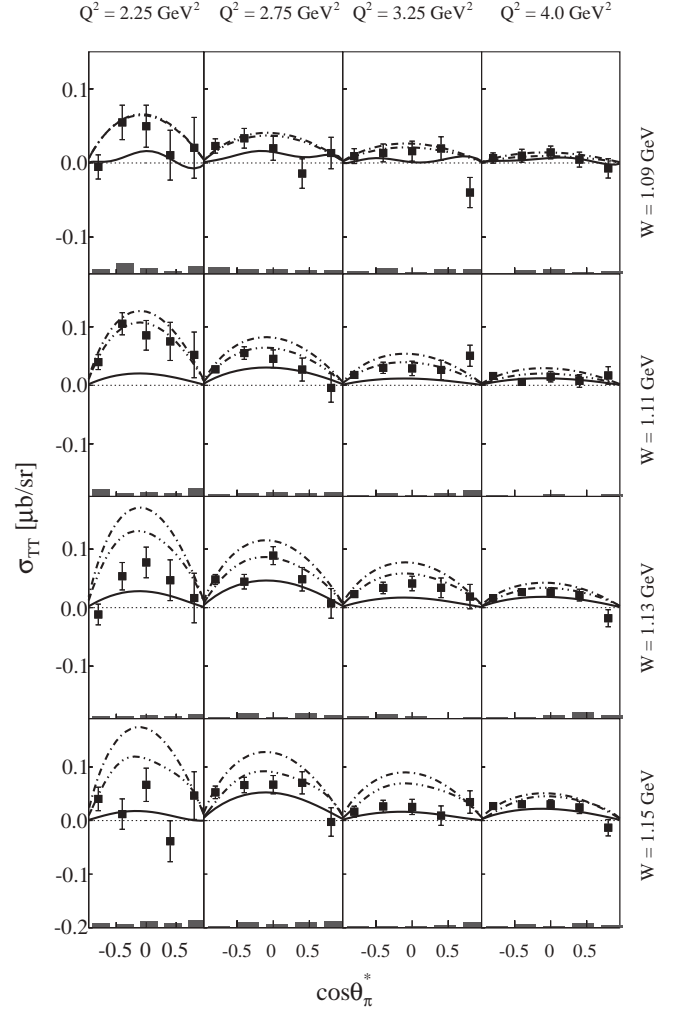 Q² = 2.25 GeV² Q² = 2.75 GeV² Q² = 3.25 GeV² Q² = 4.0 GeV²
0.1
0.0
-0.1
W = 1.09 GeV
0.1
0.0
-0.1
W = 1.11 GeV
σTT [μb/sr]
0.1
0.0
-0.1
W = 1.13 GeV
0.1
0.0
-0.1
-0.2
W = 1.15 GeV
-0.5 0 0.5 -0.5 0 0.5 -0.5 0 0.5 -0.5 0 0.5
cosθ*π